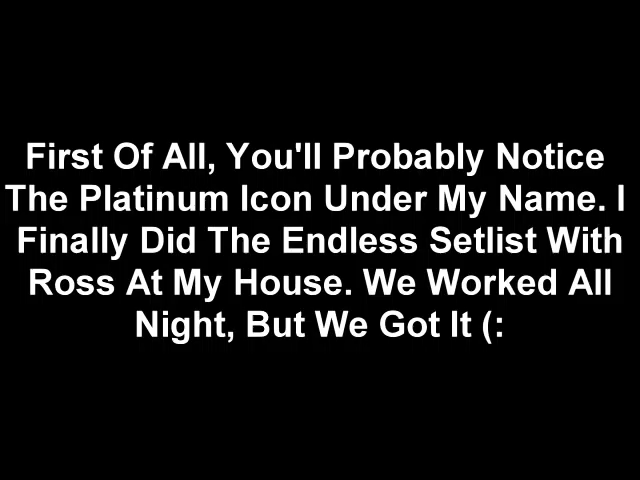 First Of All, You'll Probably Notice
The Platinum Icon Under My Name. I
Finally Did The Endless Setlist With
Ross At My House. We Worked All
Night, But We Got It (: